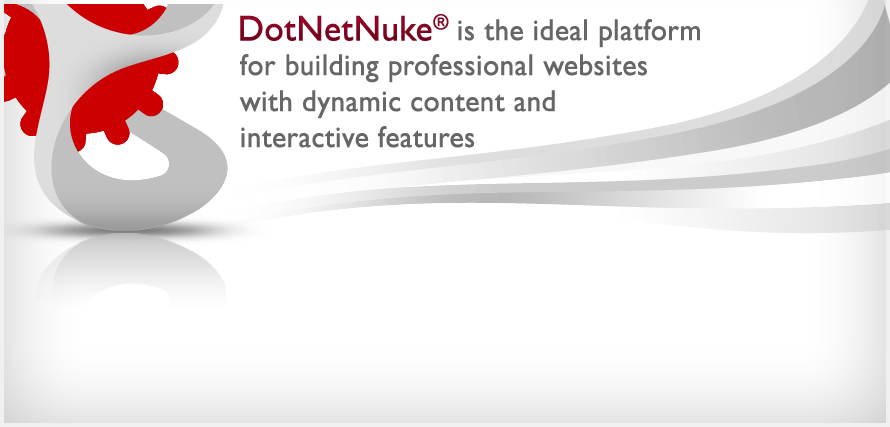 DotNetNuke® is the ideal platform
for building professional websites
with dynamic content and
interactive features